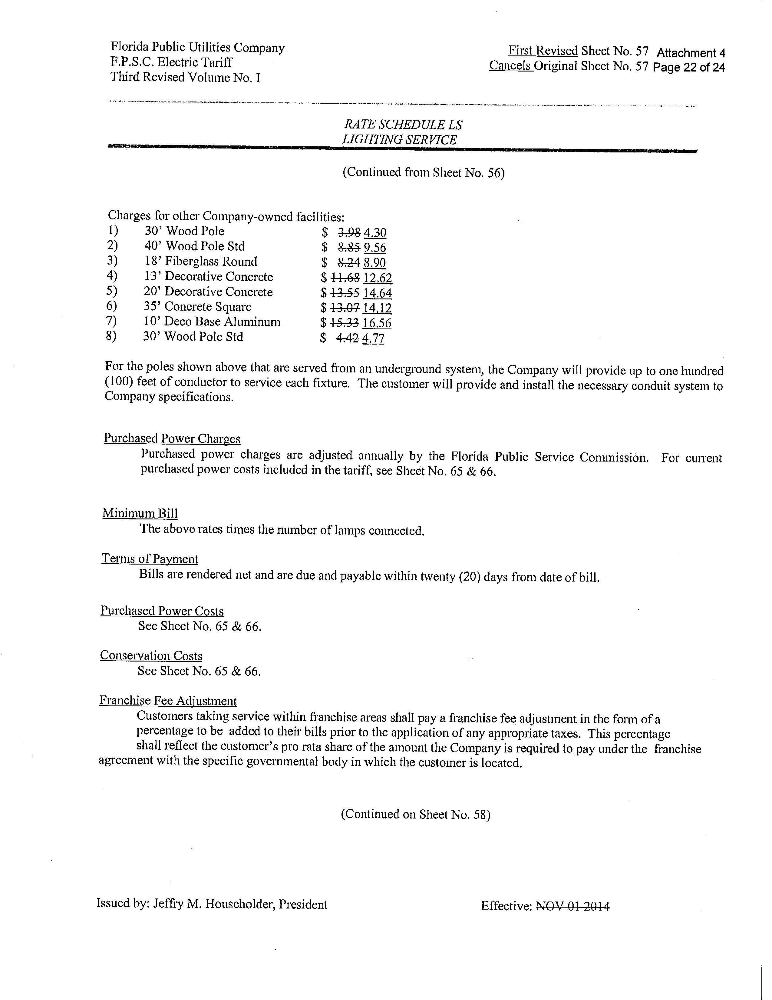 Florida Public Utilities Company
F.P.S.C. Electric Tariff
Third Revised Volume No. I
First Revised Sheet No. 57 Attachment 4
Cancels Original Sheet No. 57 Page 22 of 24
RATE SCHEDULE LS
LIGHTING SERVICE
(Continued from Sheet No. 56)
Charges for other Company-owned facilities:
1) 30' Wood Pole $ 3.98 4.30
2) 40' Wood Pole Std $ 8.85 9.56
3) 18' Fiberglass Round $ 8.24 8.90
4) 13' Decorative Concrete $ 11.68 12.62
5) 20' Decorative Concrete $ 13.55 14.64
6) 35' Concrete Square $ 13.07 14.12
7) 10' Deco Base Aluminum $ 15.33 16.56
8) 30' Wood Pole Std $ 4.42 4.77
For the poles shown above that are served from an underground system, the Company will provide up to one hundred
(100) feet of conductor to service each fixture. The customer will provide and install the necessary conduit system to
Company specifications.
Purchased Power Charges
Purchased power charges are adjusted annually by the Florida Public Service Commission. For current
purchased power costs included in the tariff, see Sheet No. 65 & 66.
Minimum Bill
The above rates times the number of lamps connected.
Terms of Payment
Bills are rendered net and are due and payable within twenty (20) days from date of bill.
Purchased Power Costs
See Sheet No. 65 & 66.
Conservation Costs
See Sheet No. 65 & 66.
Franchise Fee Adjustment
Customers taking service within franchise areas shall pay a franchise fee adjustment in the form of a
percentage to be added to their bills prior to the application of any appropriate taxes. This percentage
shall reflect the customer's pro rata share of the amount the Company is required to pay under the franchise
agreement with the specific governmental body in which the customer is located.
(Continued on Sheet No. 58)
Issued by: Jeffry M. Householder, President
Effective: NOV 01 2014